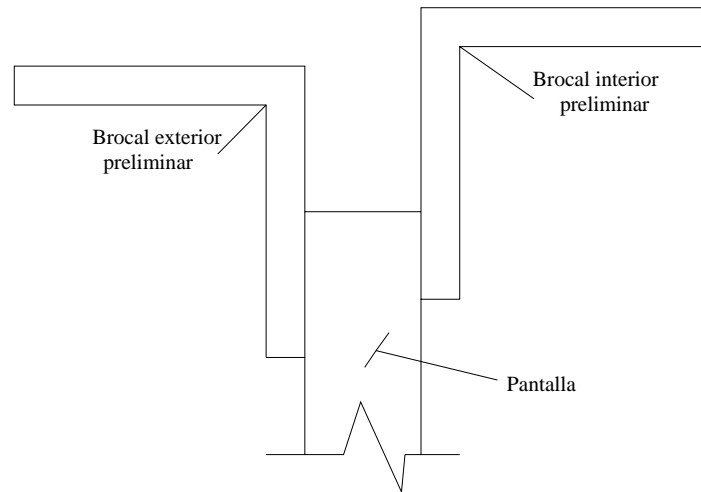 Brocal interior
preliminar
Brocal exterior
preliminar
Pantalla